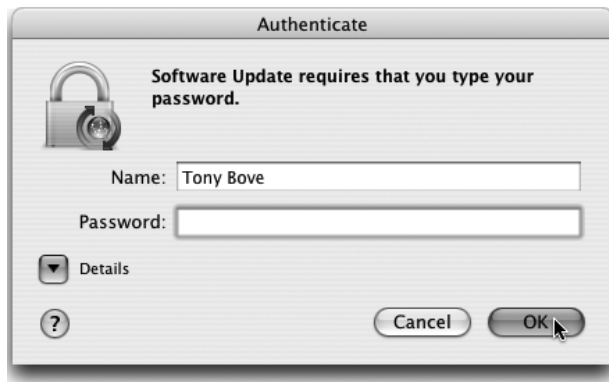 Authenticate
Software Update requires that you type your
password.
Name: Tony Bove
Password:
Details
?
Cancel OK